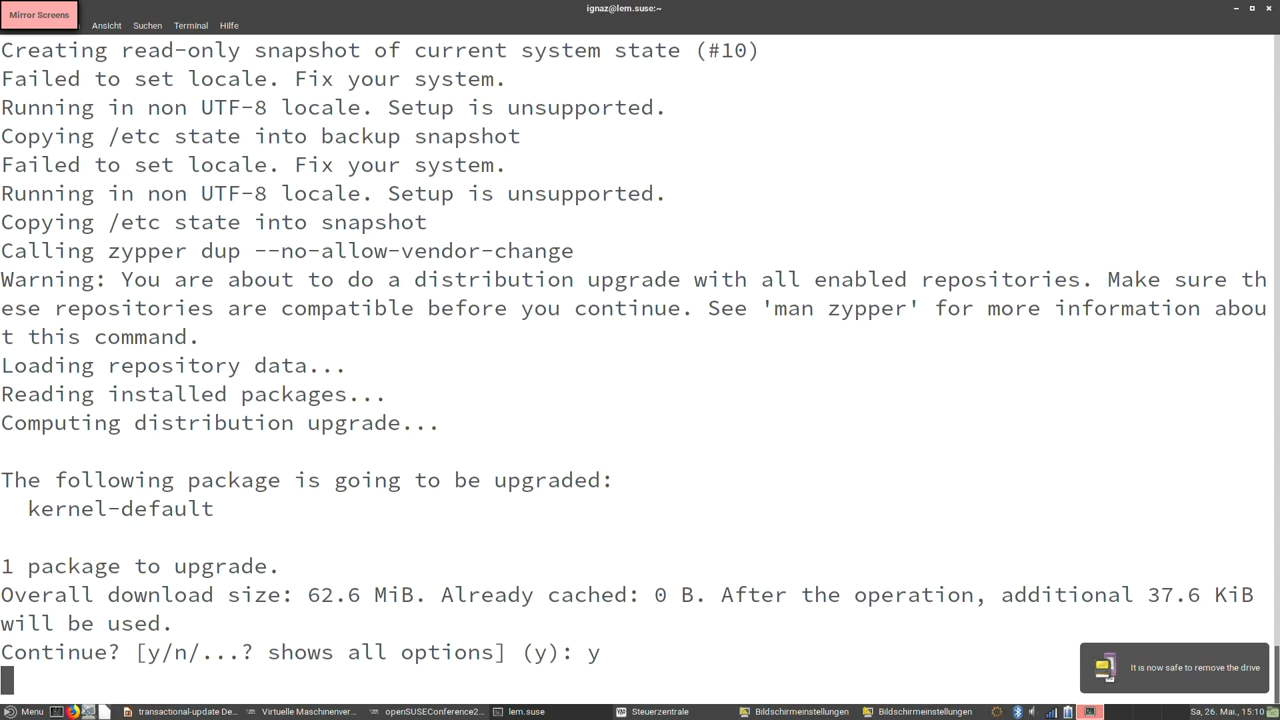 Mirror Screens
ignaz@lem.suse:~
Ansicht Suchen Terminal Hilfe
Creating read-only snapshot of current system state (#10)
Failed to set locale. Fix your system.
Running in non UTF-8 locale. Setup is unsupported.
Copying /etc state into backup snapshot
Failed to set locale. Fix your system.
Running in non UTF-8 locale. Setup is unsupported.
Copying /etc state into snapshot
Calling zypper dup --no-allow-vendor-change
Warning: You are about to do a distribution upgrade with all enabled repositories. Make sure th
ese repositories are compatible before you continue. See 'man zypper' for more information abou
t this command.
Loading repository data...
Reading installed packages...
Computing distribution upgrade...
The following package is going to be upgraded:
kernel-default
1 package to upgrade.
Overall download size: 62.6 MiB. Already cached: 0 B. After the operation, additional 37.6 KiB
will be used.
Continue? [y/n/...? shows all options] (y): y
It is now safe to remove the drive
Menu transactional-update De... Virtuelle Maschinenver... openSUSEConference2... lem.suse Steuerzentrale Bildschirmeinstellungen Bildschirmeinstellungen Sa, 26. Mai., 15:10